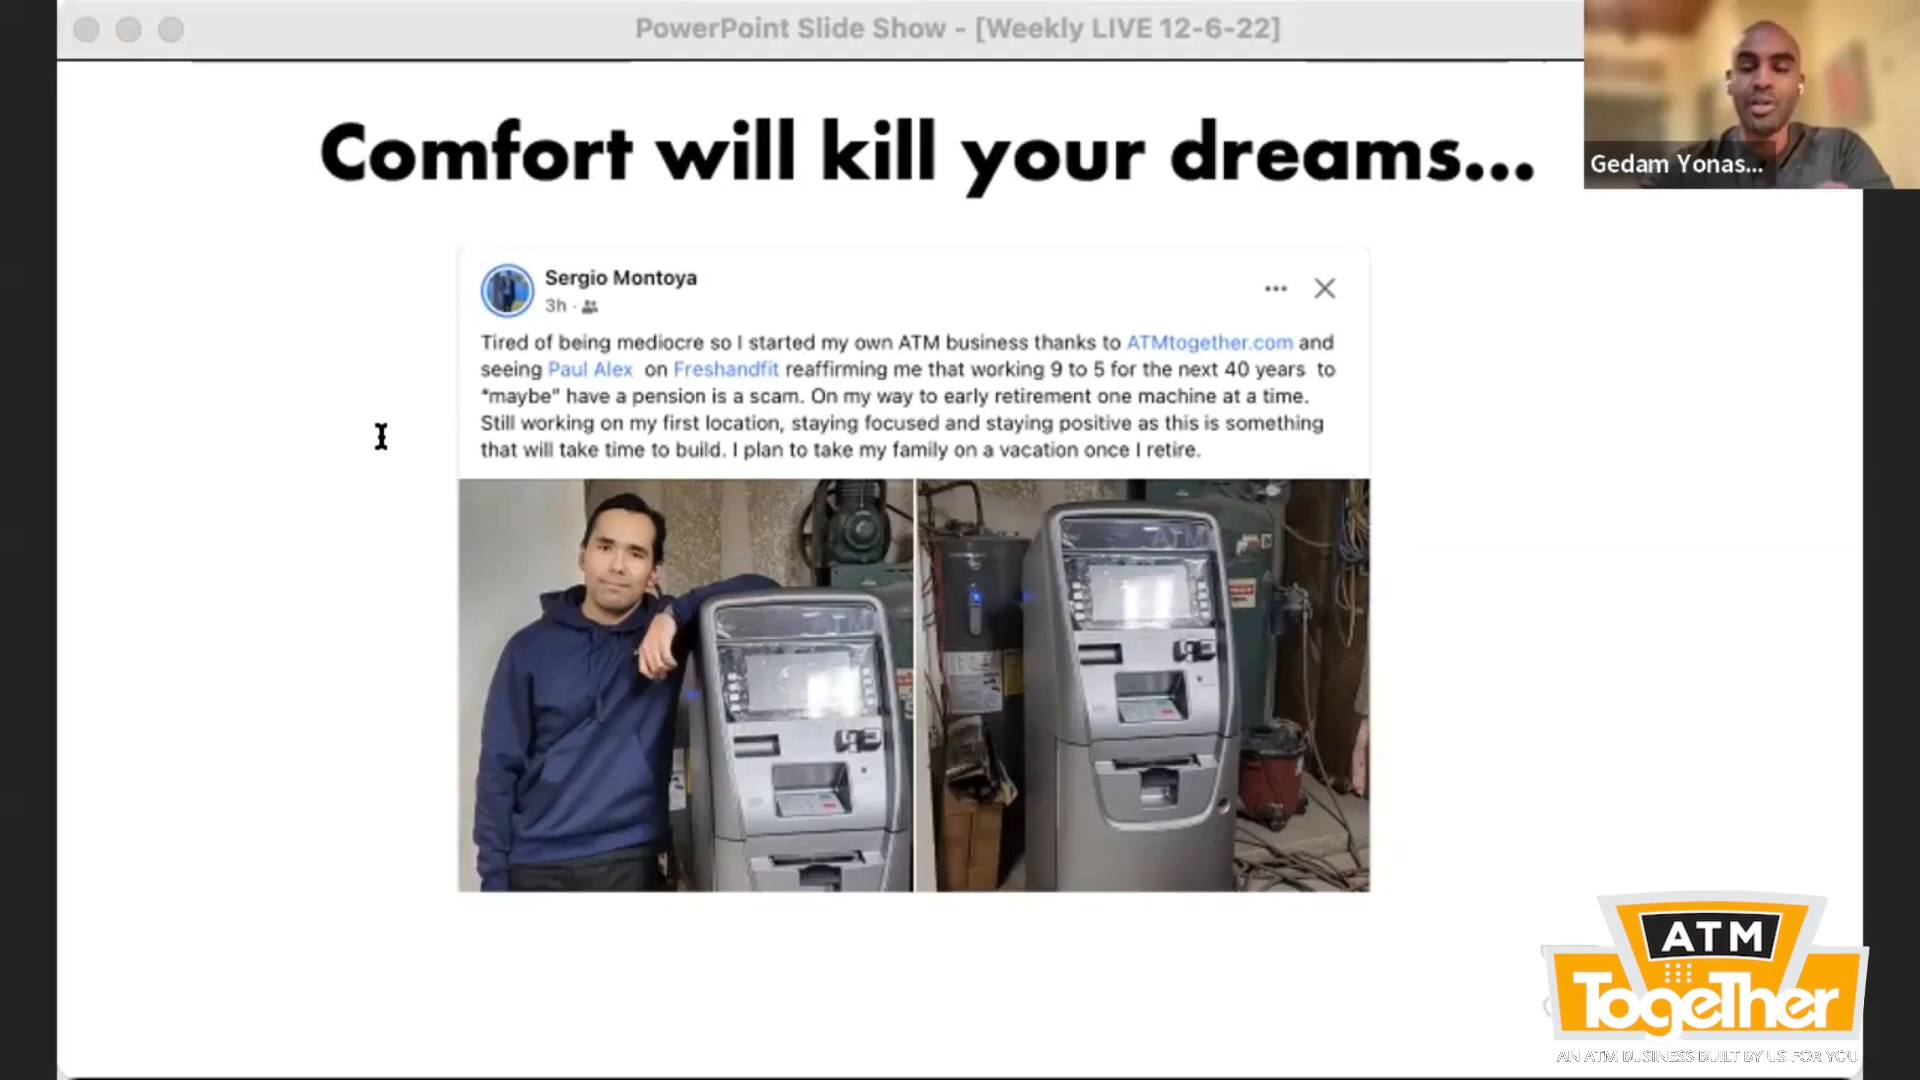 PowerPoint Slide Show - [Weekly LIVE 12-6-22]
Gedam Yonas...
Comfort will kill your dreams...
Sergio Montoya
3h ·
Tired of being mediocre so I started my own ATM business thanks to ATMtogether.com and
seeing Paul Alex on Freshandfit reaffirming me that working 9 to 5 for the next 40 years to
“maybe” have a pension is a scam. On my way to early retirement one machine at a time.
Still working on my first location, staying focused and staying positive as this is something
that will take time to build. I plan to take my family on a vacation once I retire.
ATM
ATM
TogeTher
AN ATM BUSINESS BUILT BY US FOR YOU